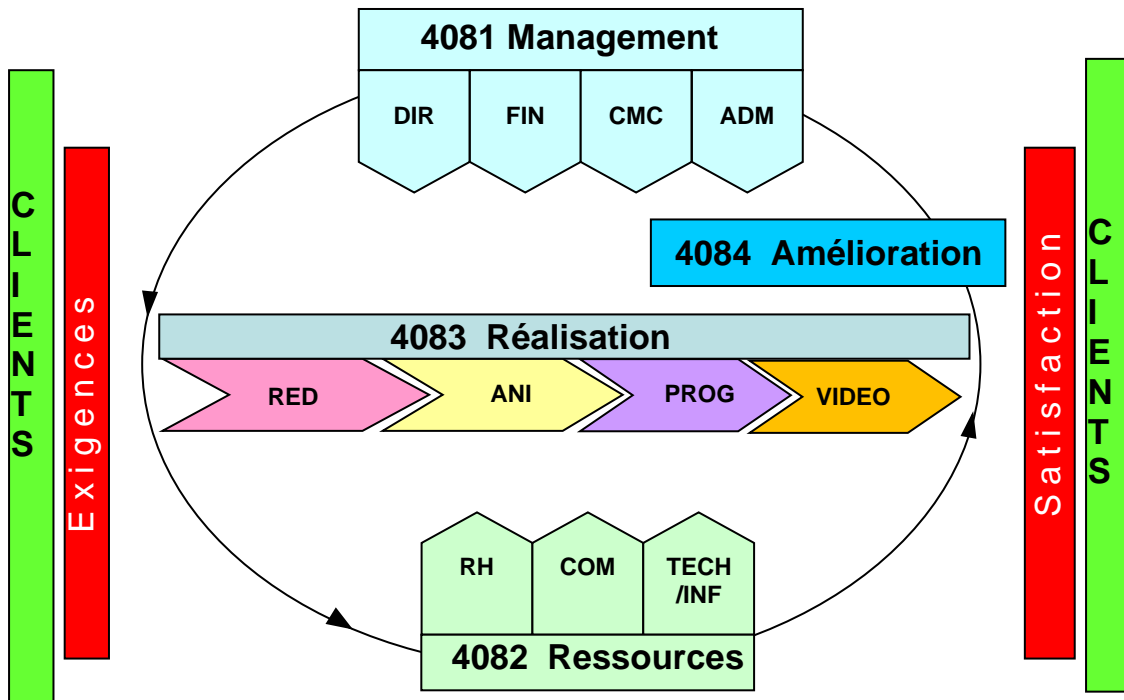 4081 Management
DIR
FIN
CMC
ADM
CLIENTS
Exigences
4084 Amélioration
4083 Réalisation
RED
ANI
PROG
VIDEO
RH
COM
TECH
/INF
4082 Ressources
Satisfaction
CLIENTS